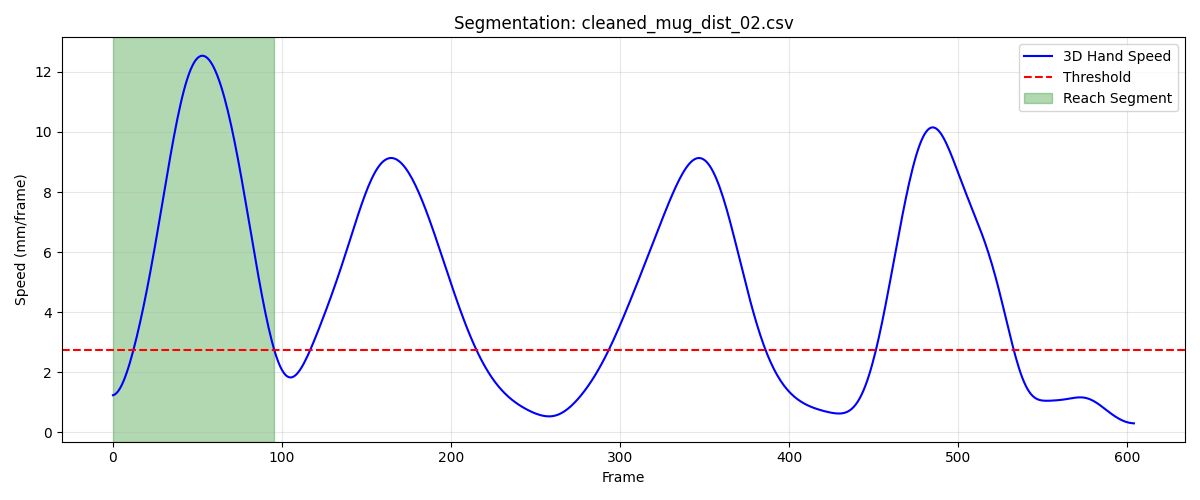 Segmentation: cleaned_mug_dist_02.csv
3D Hand Speed
Threshold
Reach Segment
Speed (mm/frame)
12
10
8
6
4
2
0
0 100 200 300 400 500 600
Frame